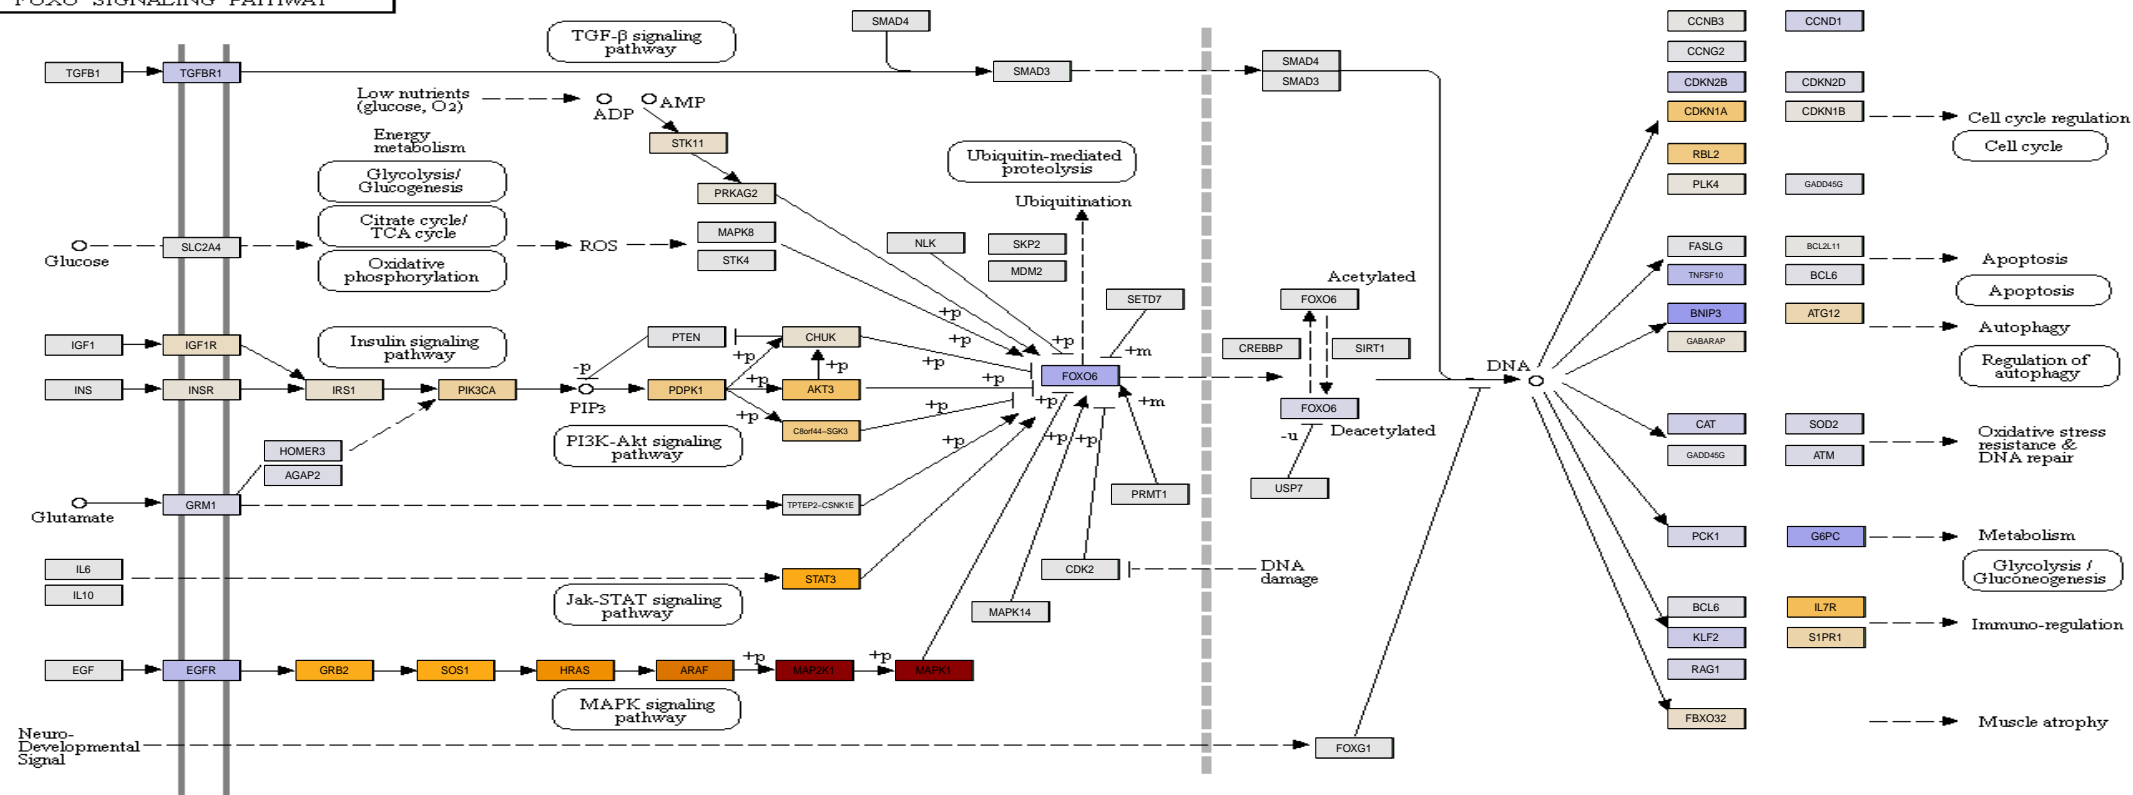 FOXO SIGNALING PATHWAY
SMAD4
TGF-β signaling
pathway
TGFB1
TGFBR1
SMAD3
SMAD4
SMAD3
Low nutrients
(glucose, O2)
ADP
AMP
Energy
metabolism
STK11
Glycolysis/
Glucogenesis
PRKAG2
Ubiquitin-mediated
proteolysis
Ubiquitination
Citrate cycle/
TCA cycle
Glucose
SLC2A4
ROS
MAPK8
STK4
Oxidative
phosphorylation
NLK
SKP2
MDM2
SETD7
Acetylated
FOXO6
CREBBP
SIRT1
FOXO6
Deacetylated
-u
USP7
IGF1
IGF1R
Insulin signaling
pathway
PTEN
CHUK
+p
+p
+p
+p
+m
INS
INSR
IRS1
PIK3CA
-p
PIP3
PDPK1
+p
+p
+p
+p
AKT3
+p
FOXO6
+m
C8orf44-SGK3
+p
+p
PI3K-Akt signaling
pathway
HOMER3
AGAP2
Glutamate
GRM1
TPTEP2-CSNK1E
+p
+p
+p
PRMT1
IL6
IL10
STAT3
Jak-STAT signaling
pathway
CDK2
DNA
damage
MAPK14
EGF
EGFR
GRB2
SOS1
HRAS
ARAF
+p
MAP2K1
+p
MAPK1
MAPK signaling
pathway
Neuro-
Developmental
Signal
FOXG1
DNA
CCNB3
CCND1
CCNG2
CDKN2B
CDKN2D
CDKN1A
CDKN1B
Cell cycle regulation
Cell cycle
RBL2
PLK4
GADD45G
FASLG
BCL2L11
Apoptosis
TNFSF10
BCL6
Apoptosis
BNIP3
ATG12
Autophagy
GABARAP
Regulation of
autophagy
CAT
SOD2
Oxidative stress
resistance &
DNA repair
GADD45G
ATM
PCK1
G6PC
Metabolism
Glycolysis /
Gluconeogenesis
BCL6
IL7R
Immuno-regulation
KLF2
S1PR1
RAG1
FBXO32
Muscle atrophy